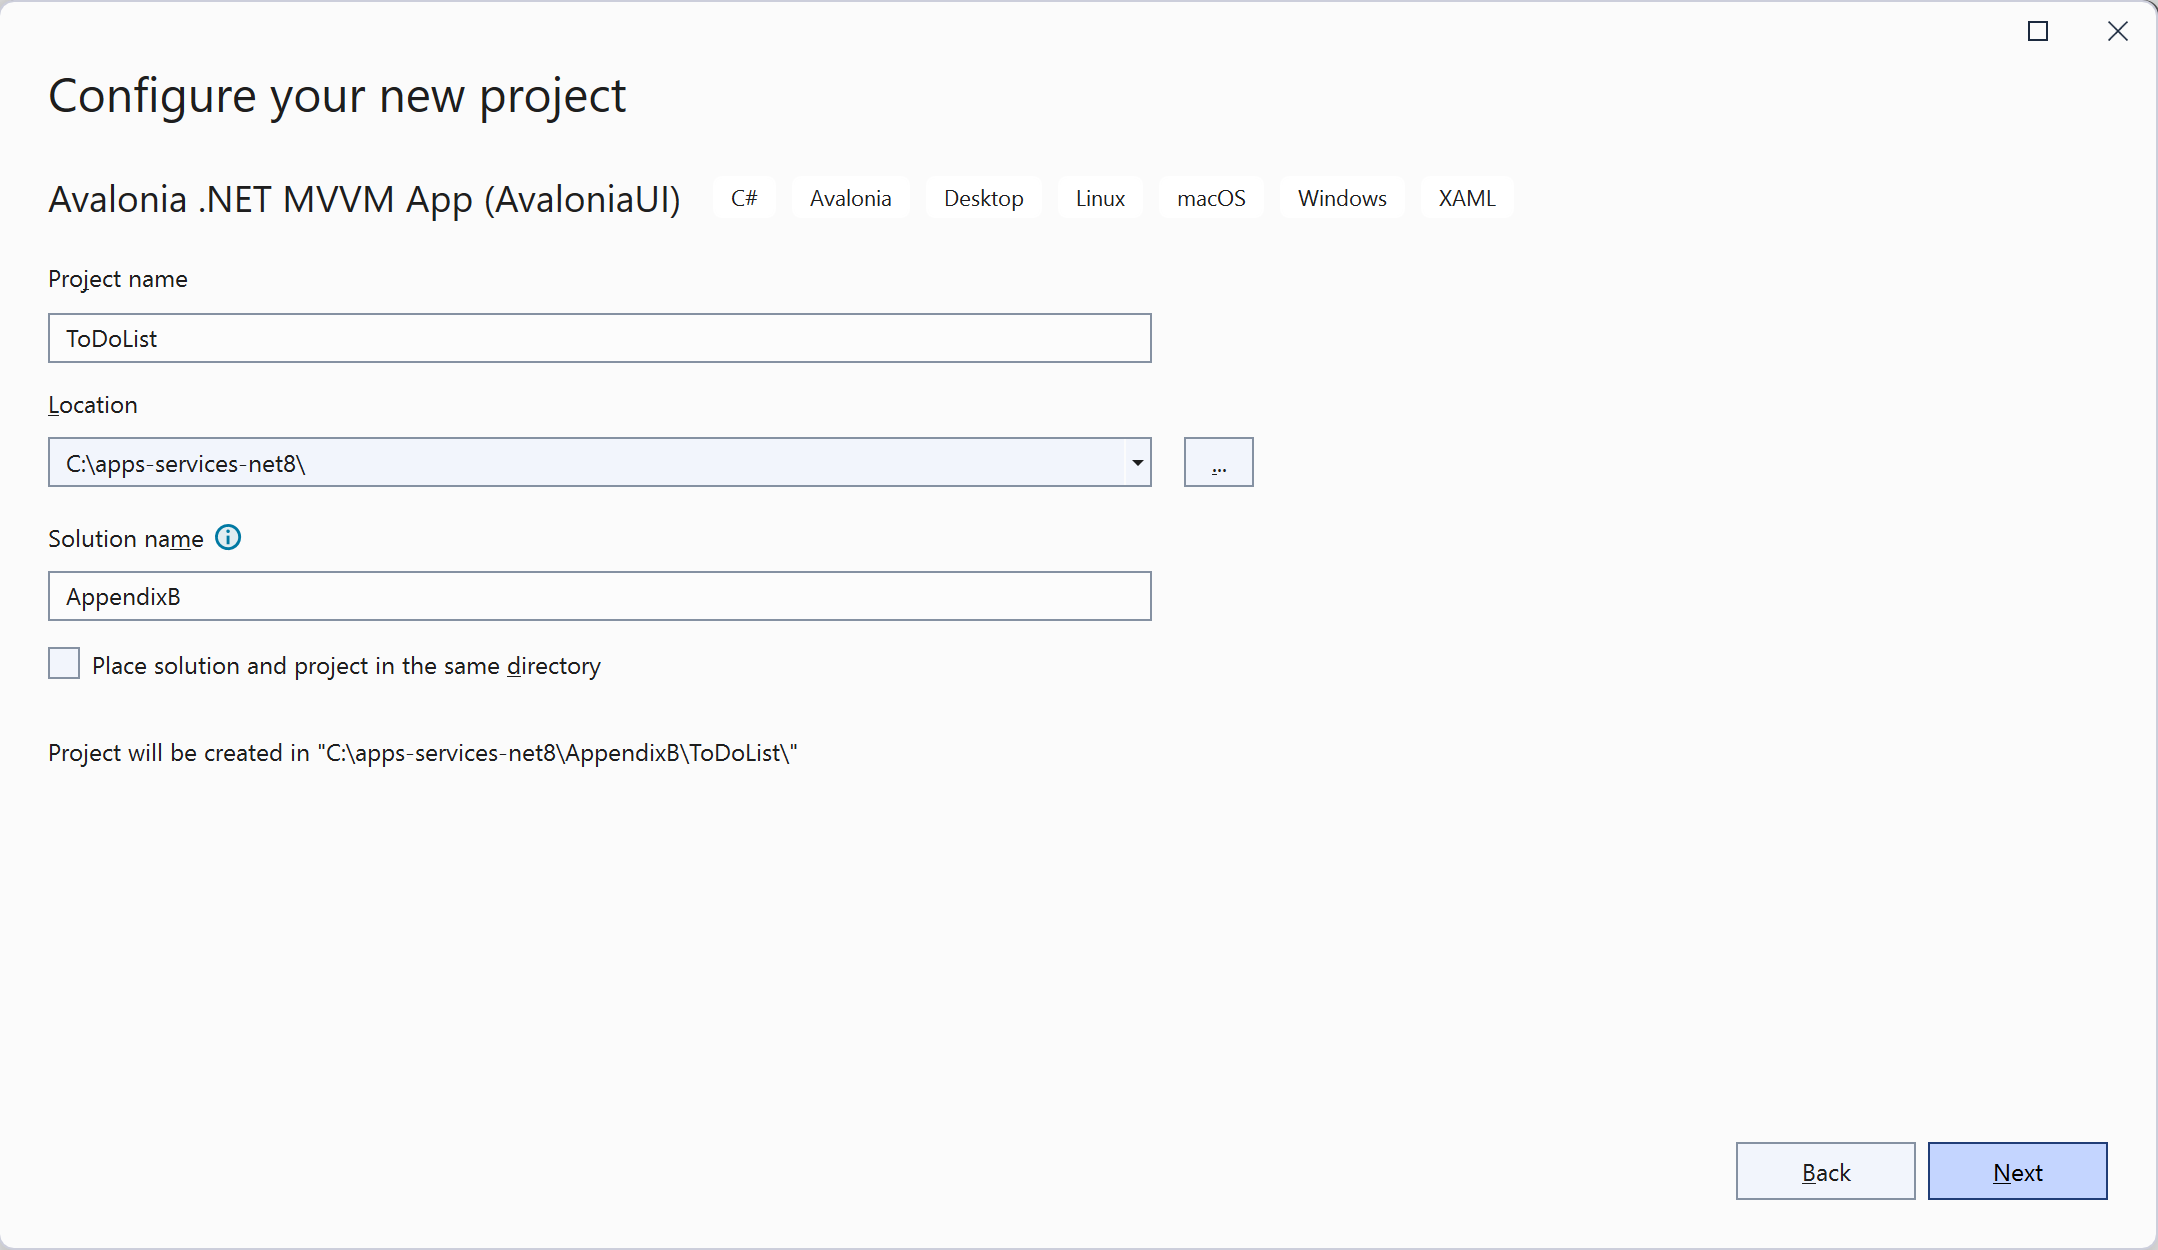 Configure your new project
Avalonia .NET MVVM App (AvaloniaUI) C# Avalonia Desktop Linux macOS Windows XAML
Project name
ToDoList
Location
C:\apps-services-net8\
...
Solution name
AppendixB
Place solution and project in the same directory
Project will be created in "C:\apps-services-net8\AppendixB\ToDoList\"
Back Next